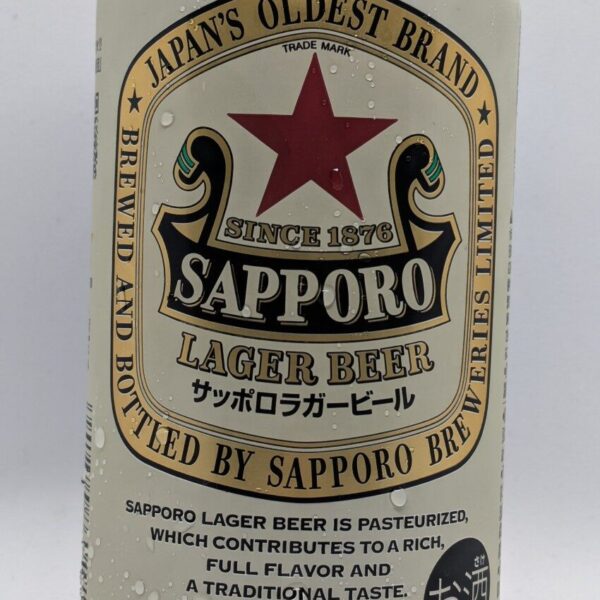 JAPAN'S OLDEST BRAND
TRADE MARK
SINCE 1876
SAPPORO
LAGER BEER
サッポロラガービール
BREWED AND BOTTLED BY SAPPORO BREWERIES LIMITED
SAPPORO LAGER BEER IS PASTEURIZED,
WHICH CONTRIBUTES TO A RICH,
FULL FLAVOR AND
A TRADITIONAL TASTE.
さけ
お酒